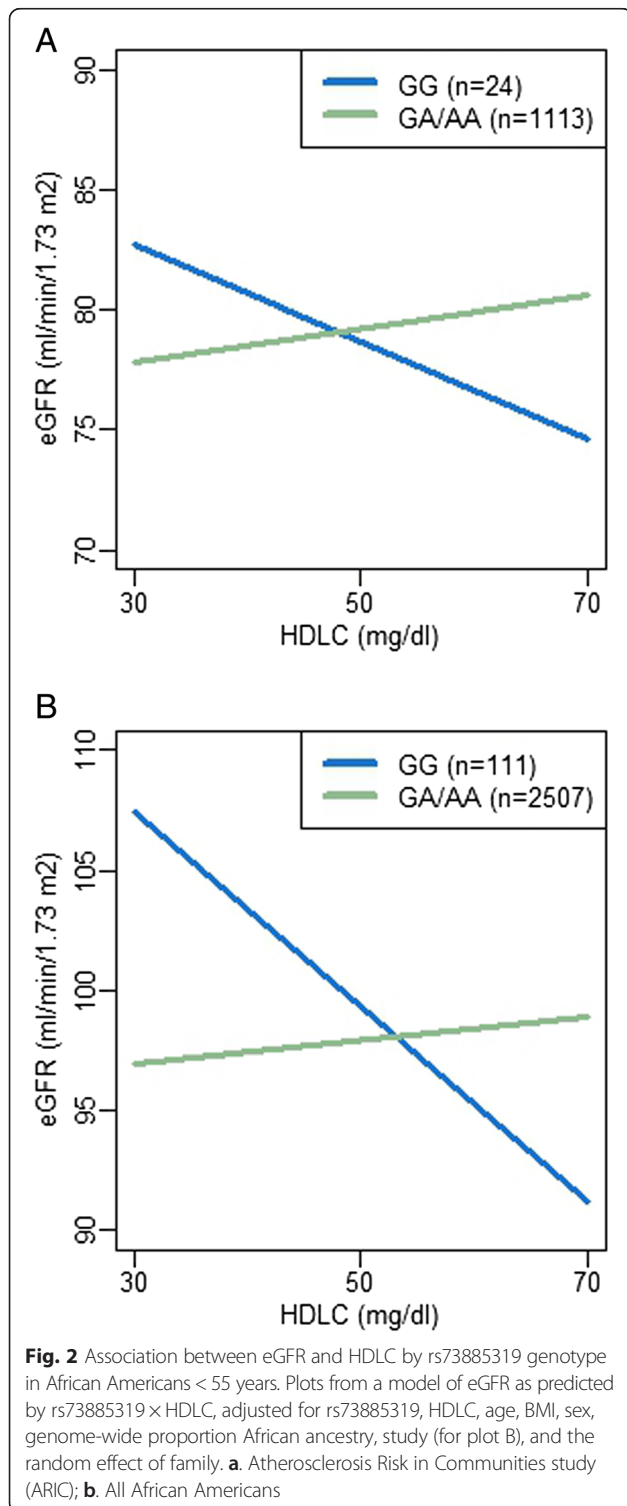 A
GG (n=24)
GA/AA (n=1113)
90
85
80
75
70
eGFR (ml/min/1.73 m2)
30 50 70
HDLC (mg/dl)
B
GG (n=111)
GA/AA (n=2507)
110
105
100
95
90
eGFR (ml/min/1.73 m2)
30 50 70
HDLC (mg/dl)
Fig. 2 Association between eGFR and HDLC by rs73885319 genotype
in African Americans < 55 years. Plots from a model of eGFR as predicted
by rs73885319 × HDLC, adjusted for rs73885319, HDLC, age, BMI, sex,
genome-wide proportion African ancestry, study (for plot B), and the
random effect of family. a. Atherosclerosis Risk in Communities study
(ARIC); b. All African Americans